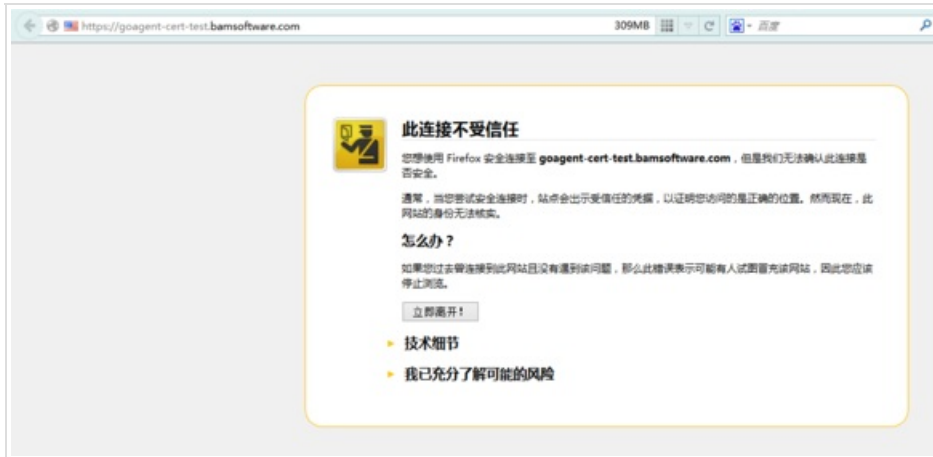 https://goagent-cert-test.bamsoftware.com 309MB 百度
此连接不受信任
您想使用 Firefox 安全连接至 goagent-cert-test.bamsoftware.com，但是我们无法确认此连接是
否安全。
通常，当您尝试安全连接时，站点会出示受信任的凭据，以证明您访问的是正确的位置。然而现在，此
网站的身份无法核实。
怎么办？
如果您过去曾连接到此网站且没有遇到该问题，那么此错误表示可能有人试图冒充该网站，因此您应该
停止浏览。
立即离开！
技术细节
我已充分了解可能的风险